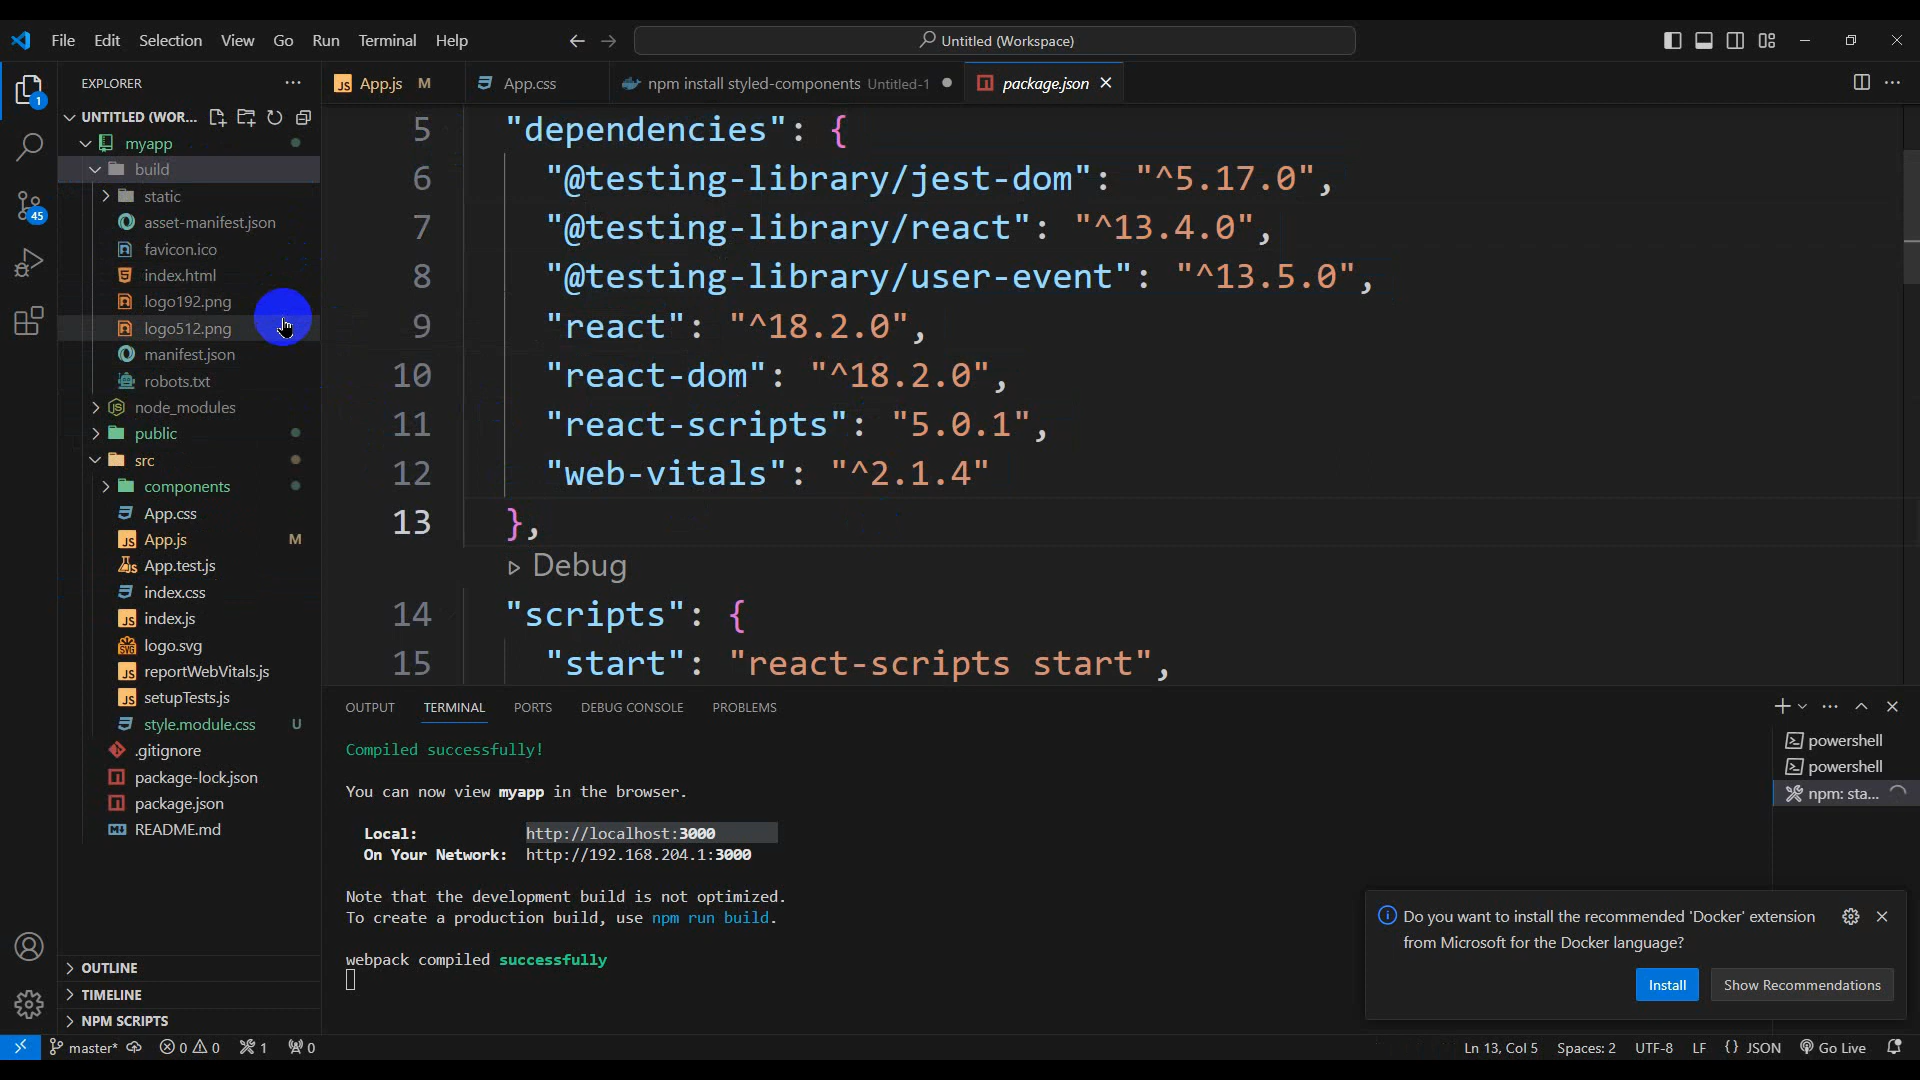 File Edit Selection View Go Run Terminal Help
Untitled (Workspace)
EXPLORER
UNTITLED (WOR...
myapp
build
static
asset-manifest.json
favicon.ico
index.html
logo192.png
logo512.png
manifest.json
robots.txt
node_modules
public
src
components
App.css
App.js M
App.test.js
index.css
index.js
logo.svg
reportWebVitals.js
setupTests.js
style.module.css U
.gitignore
package-lock.json
package.json
README.md
OUTLINE
TIMELINE
NPM SCRIPTS
1
45
App.js M
App.css
npm install styled-components Untitled-1
package.json
5 "dependencies": {
6 "@testing-library/jest-dom": "^5.17.0",
7 "@testing-library/react": "^13.4.0",
8 "@testing-library/user-event": "^13.5.0",
9 "react": "^18.2.0",
10 "react-dom": "^18.2.0",
11 "react-scripts": "5.0.1",
12 "web-vitals": "^2.1.4"
13 },
Debug
14 "scripts": {
15 "start": "react-scripts start",
OUTPUT TERMINAL PORTS DEBUG CONSOLE PROBLEMS
Compiled successfully!
You can now view myapp in the browser.
Local: http://localhost:3000
On Your Network: http://192.168.204.1:3000
Note that the development build is not optimized.
To create a production build, use npm run build.
webpack compiled successfully
powershell
powershell
npm: sta...
Do you want to install the recommended 'Docker' extension
from Microsoft for the Docker language?
Install
Show Recommendations
master* 0 0 1 0
Ln 13, Col 5 Spaces: 2 UTF-8 LF {} JSON Go Live